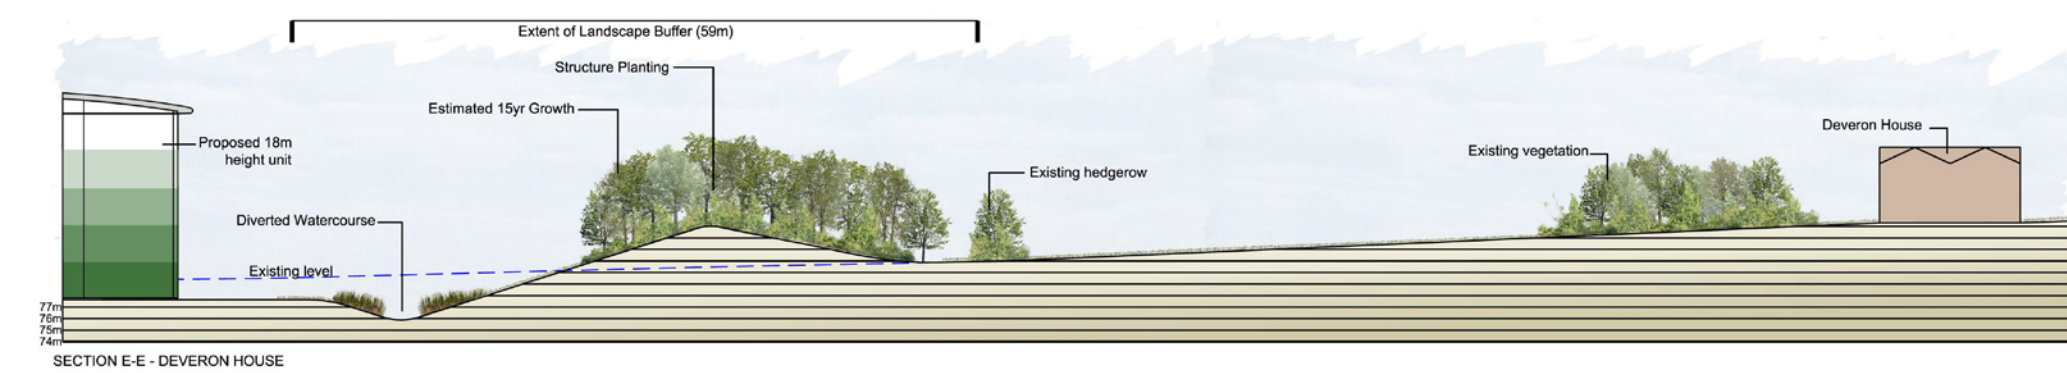 Extent of Landscape Buffer (59m)
Structure Planting
Estimated 15yr Growth
Deveron House
Proposed 18m
height unit
Existing vegetation
Existing hedgerow
Diverted Watercourse
Existing level
77m
76m
75m
74m
SECTION E-E - DEVERON HOUSE